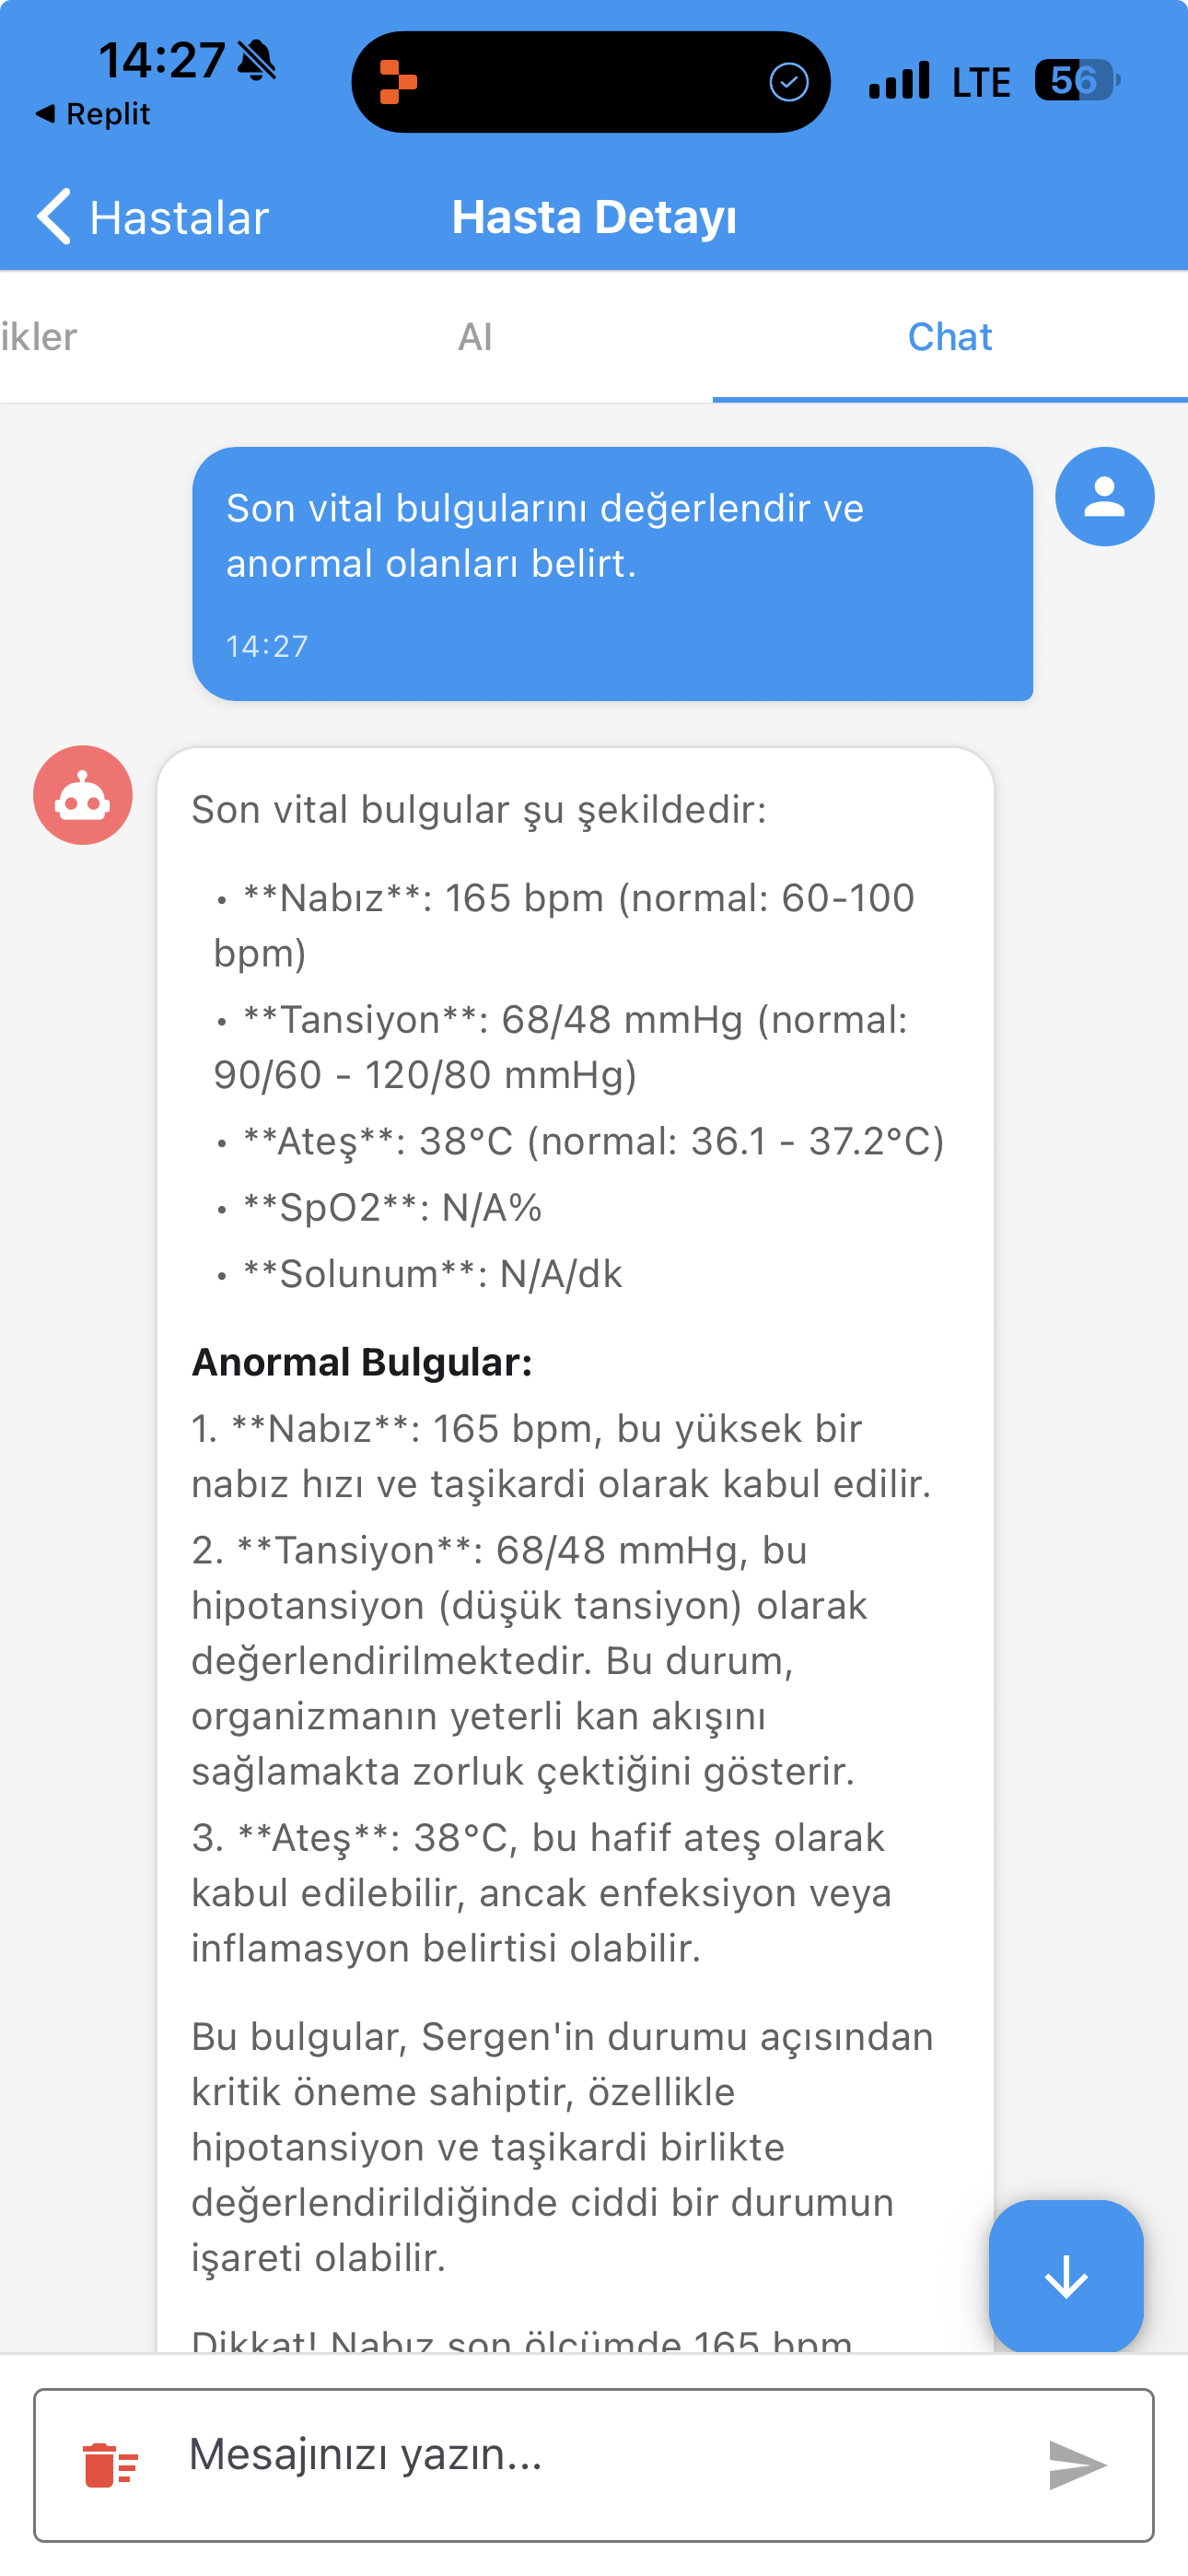 14:27
LTE
56
Replit
Hastalar
Hasta Detayı
ikler
AI
Chat
Son vital bulgularını değerlendir ve
anormal olanları belirt.
14:27
Son vital bulgular şu şekildedir:
• **Nabız**: 165 bpm (normal: 60-100
bpm)
• **Tansiyon**: 68/48 mmHg (normal:
90/60 - 120/80 mmHg)
• **Ateş**: 38°C (normal: 36.1 - 37.2°C)
• **SpO2**: N/A%
• **Solunum**: N/A/dk
Anormal Bulgular:
1. **Nabız**: 165 bpm, bu yüksek bir
nabız hızı ve taşikardi olarak kabul edilir.
2. **Tansiyon**: 68/48 mmHg, bu
hipotansiyon (düşük tansiyon) olarak
değerlendirilmektedir. Bu durum,
organizmanın yeterli kan akışını
sağlamakta zorluk çektiğini gösterir.
3. **Ateş**: 38°C, bu hafif ateş olarak
kabul edilebilir, ancak enfeksiyon veya
inflamasyon belirtisi olabilir.
Bu bulgular, Sergen'in durumu açısından
kritik öneme sahiptir, özellikle
hipotansiyon ve taşikardi birlikte
değerlendirildiğinde ciddi bir durumun
işareti olabilir.
Dikkat! Nabız son ölçümde 165 bpm
Mesajınızı yazın...